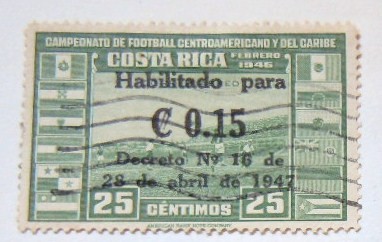 CAMPEONATO DE FOOTBALL CENTROAMERICANO Y DEL CARIBE
COSTA RICA FEBRERO 1946
Habilitado para
₡ 0.15
Decreto Nº 16 de
28 de abril de 1947
25 CÉNTIMOS 25
AMERICAN BANK NOTE COMPANY